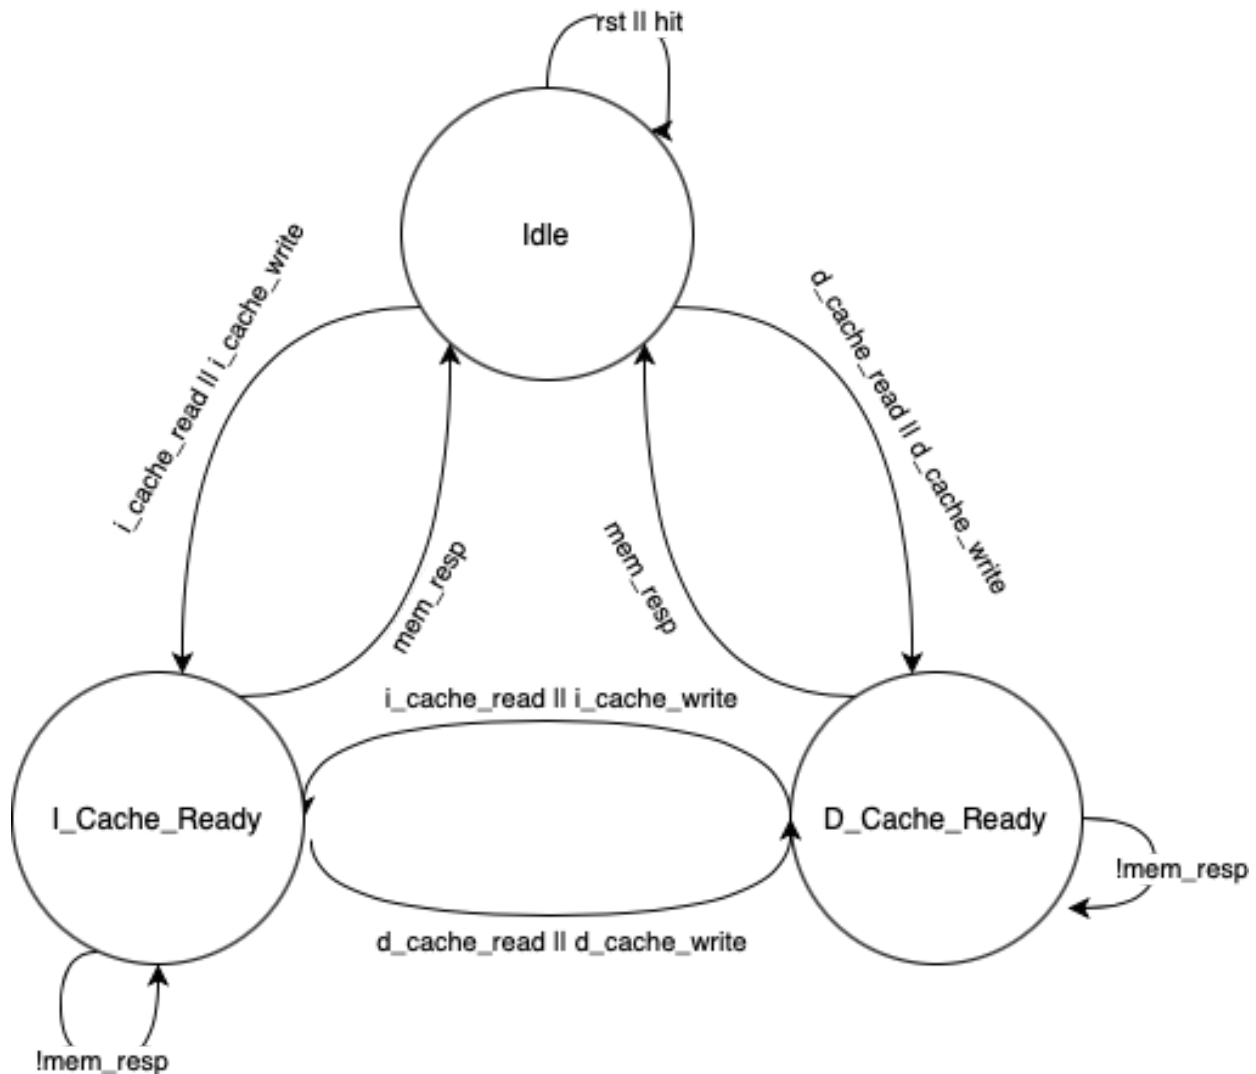 rst || hit
Idle
i_cache_read || i_cache_write
d_cache_read || d_cache_write
mem_resp
mem_resp
i_cache_read || i_cache_write
I_Cache_Ready
D_Cache_Ready
!mem_resp
d_cache_read || d_cache_write
!mem_resp